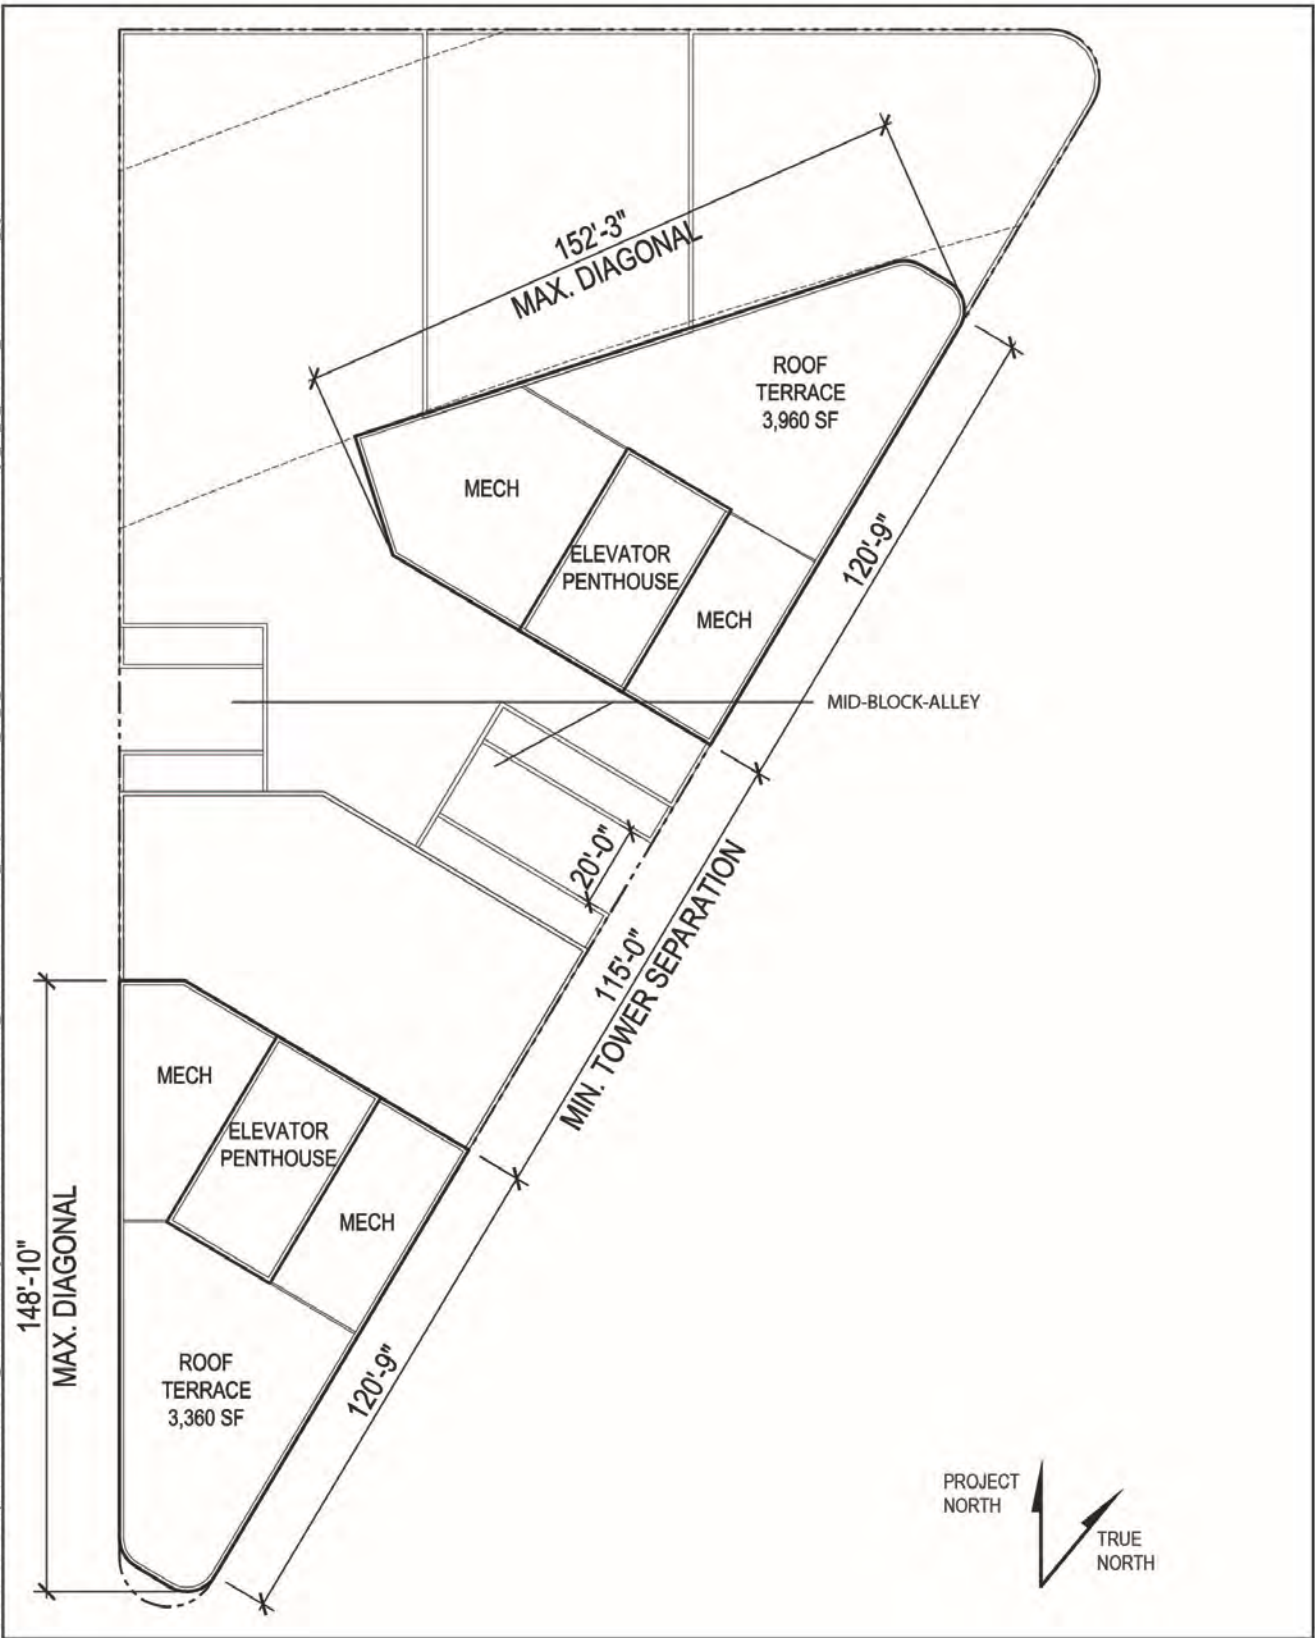 152'-3"
MAX. DIAGONAL
ROOF
TERRACE
3,960 SF
MECH
ELEVATOR
PENTHOUSE
MECH
120'-9"
MID-BLOCK-ALLEY
20'-0"
115'-0"
MIN. TOWER SEPARATION
MECH
ELEVATOR
PENTHOUSE
MECH
148'-10"
MAX. DIAGONAL
ROOF
TERRACE
3,360 SF
120'-9"
PROJECT
NORTH
TRUE
NORTH